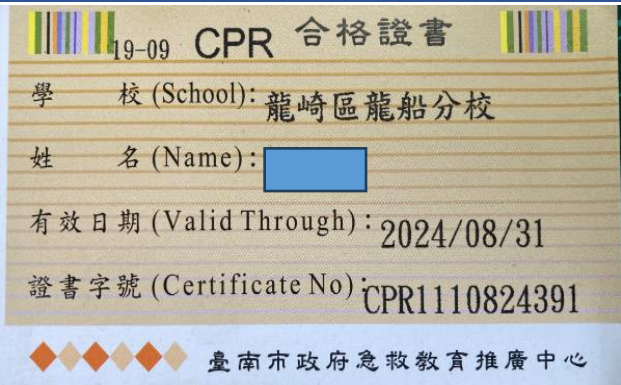 19-09 CPR 合格證書
學 校 (School): 龍崎區龍船分校
姓 名 (Name):
有效日期 (Valid Through): 2024/08/31
證書字號 (Certificate No): CPR1110824391
臺南市政府急救教育推廣中心